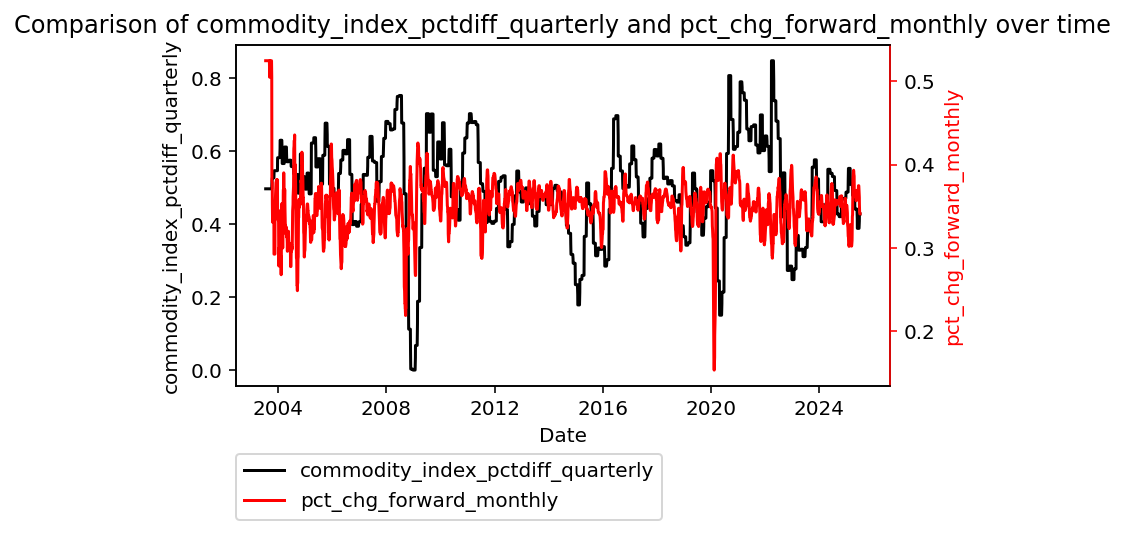 Comparison of commodity_index_pctdiff_quarterly and pct_chg_forward_monthly over time
commodity_index_pctdiff_quarterly
0.8
0.6
0.4
0.2
0.0
0.5
0.4
0.3
0.2
pct_chg_forward_monthly
2004 2008 2012 2016 2020 2024
Date
commodity_index_pctdiff_quarterly
pct_chg_forward_monthly